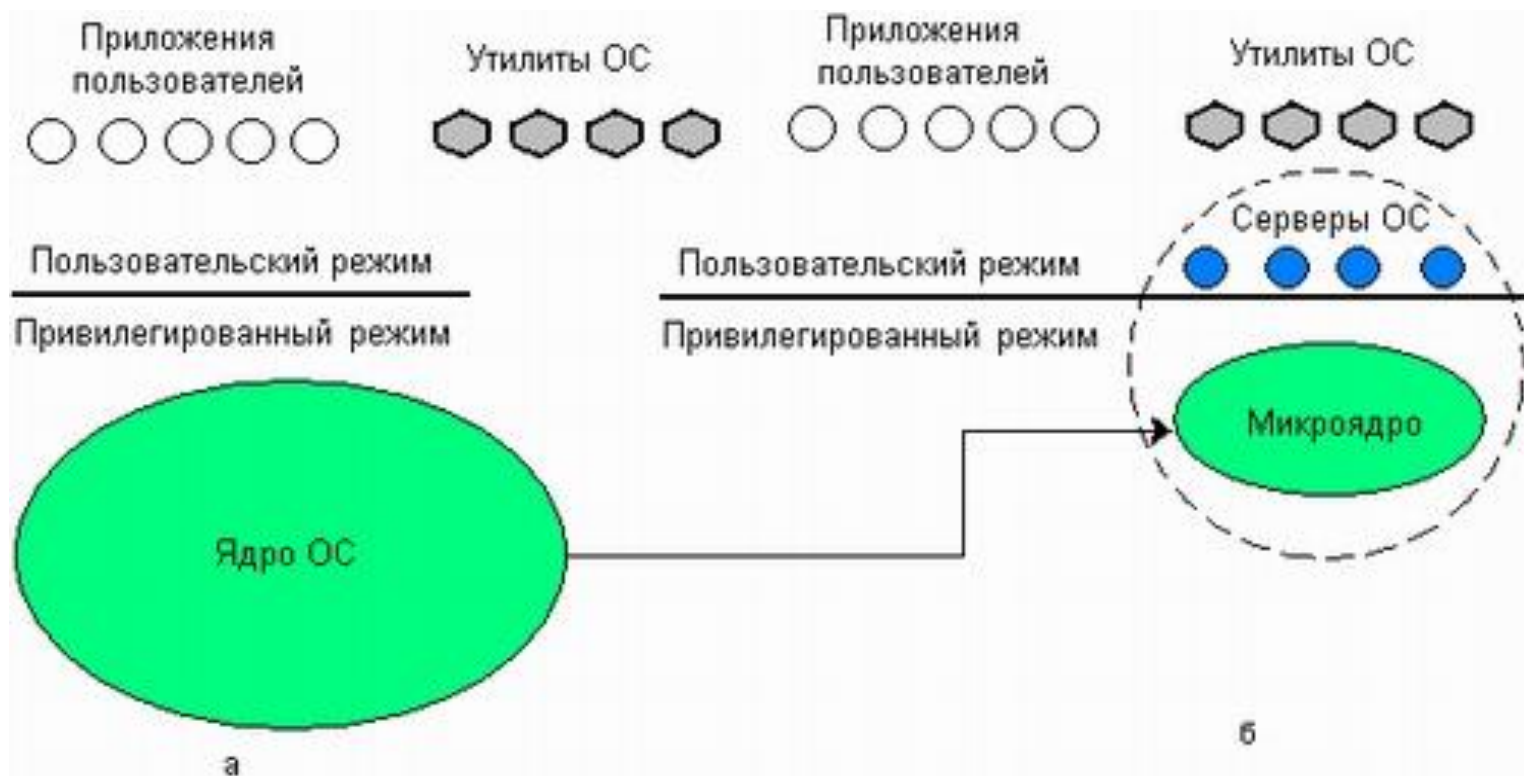 Приложения
пользователей
Утилиты ОС
Пользовательский режим
Привилегированный режим
Ядро ОС
а
Приложения
пользователей
Утилиты ОС
Серверы ОС
Пользовательский режим
Привилегированный режим
Микроядро
б